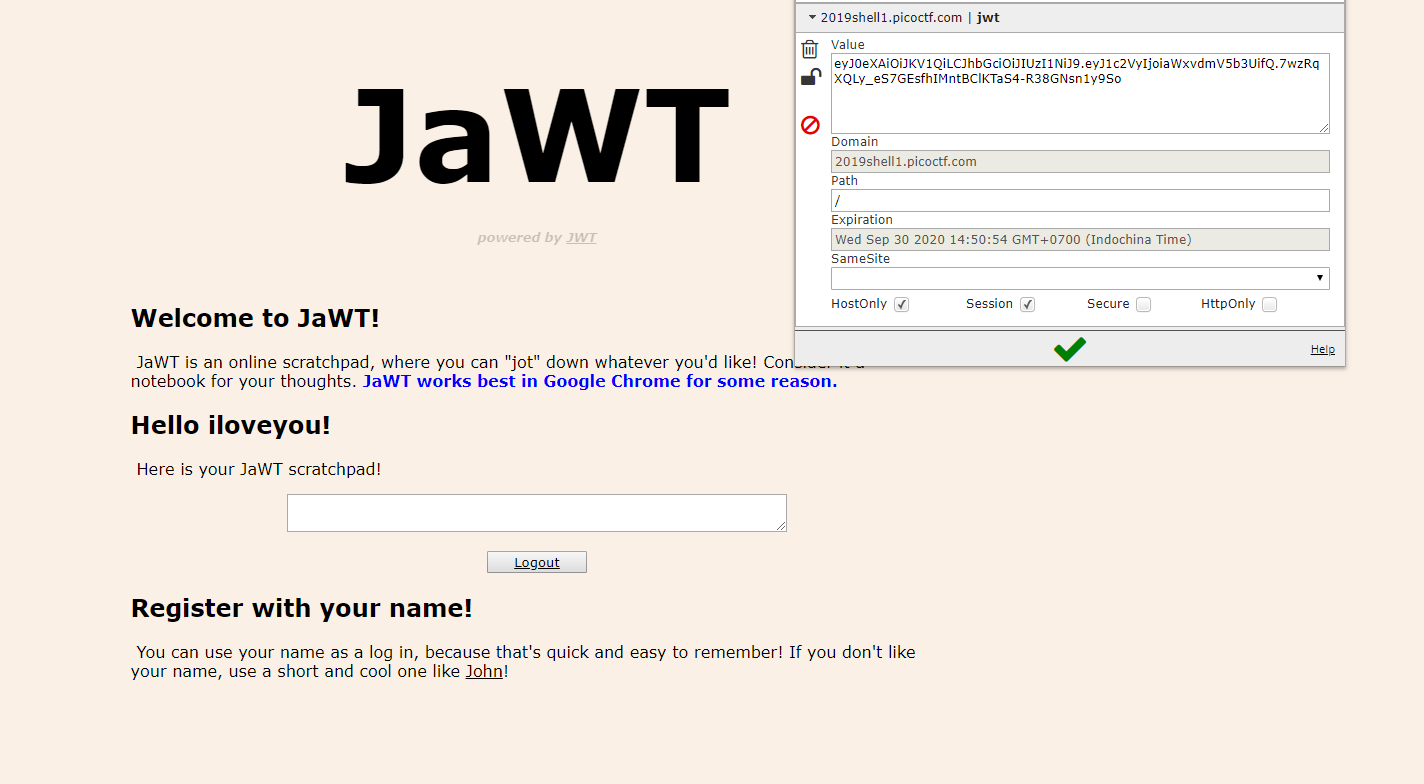 2019shell1.picoctf.com | jwt
Value
eyJ0eXAiOiJKV1QiLCJhbGciOiJIUzI1NiJ9.eyJ1c2VyIjoiaWxvdmV5b3UifQ.7wzRq
XQLy_eS7GEsfhIMntBClKTaS4-R38GNsn1y9So
Domain
2019shell1.picoctf.com
Path
/
Expiration
Wed Sep 30 2020 14:50:54 GMT+0700 (Indochina Time)
SameSite
HostOnly Session Secure HttpOnly
Help
JaWT
powered by JWT
Welcome to JaWT!
JaWT is an online scratchpad, where you can "jot" down whatever you'd like!
notebook for your thoughts. JaWT works best in Google Chrome for some reason.
Hello iloveyou!
Here is your JaWT scratchpad!
Logout
Register with your name!
You can use your name as a log in, because that's quick and easy to remember! If you don't like
your name, use a short and cool one like John!